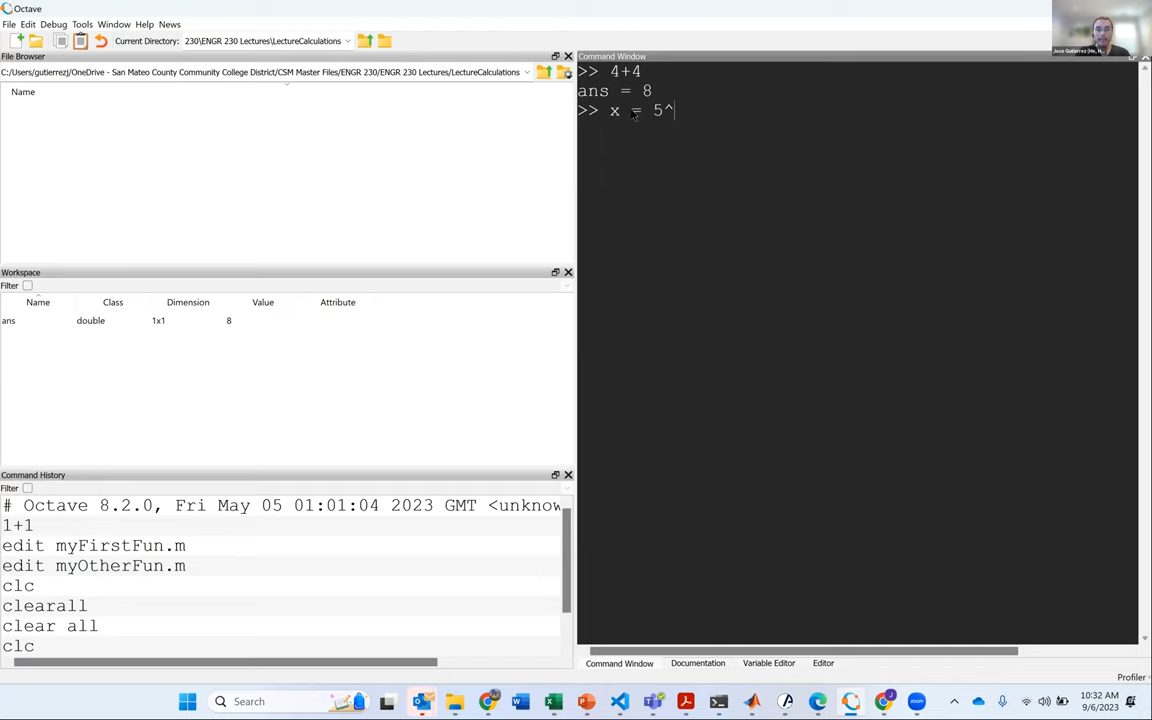 Octave
File Edit Debug Tools Window Help News
Current Directory: 230\ENGR 230 Lectures\LectureCalculations
File Browser
C:/Users/gutierrezj/OneDrive - San Mateo County Community College District/CSM Master Files/ENGR 230/ENGR 230 Lectures/LectureCalculations
Name
Workspace
Filter
Name Class Dimension Value Attribute
ans double 1x1 8
Command History
Filter
# Octave 8.2.0, Fri May 05 01:01:04 2023 GMT <unknow
1+1
edit myFirstFun.m
edit myOtherFun.m
clc
clearall
clear all
clc
Command Window
>> 4+4
ans = 8
>> x = 5^
Jose Gutierrez (He, H
Command Window Documentation Variable Editor Editor
Profiler
Search
zoom
10:32 AM
9/6/2023